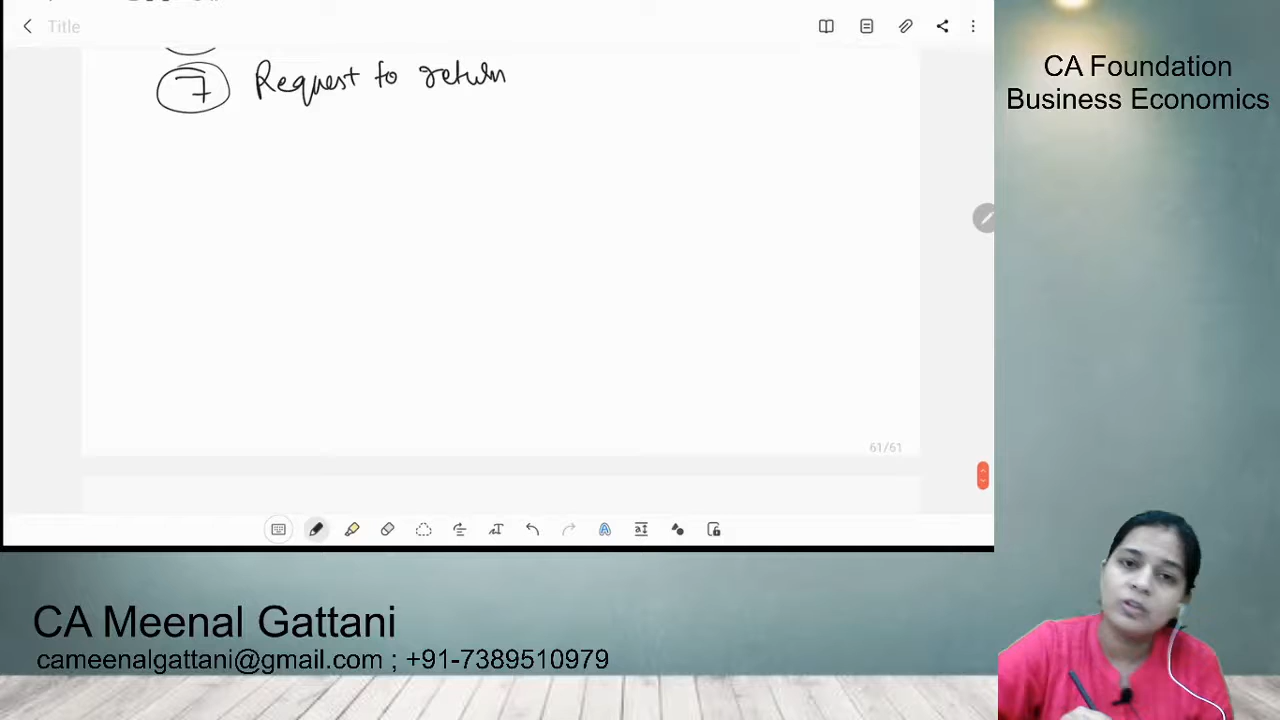 Title
CA Foundation
Business Economics
7 Request to return
61/61
CA Meenal Gattani
cameenalgattani@gmail.com ; +91-7389510979